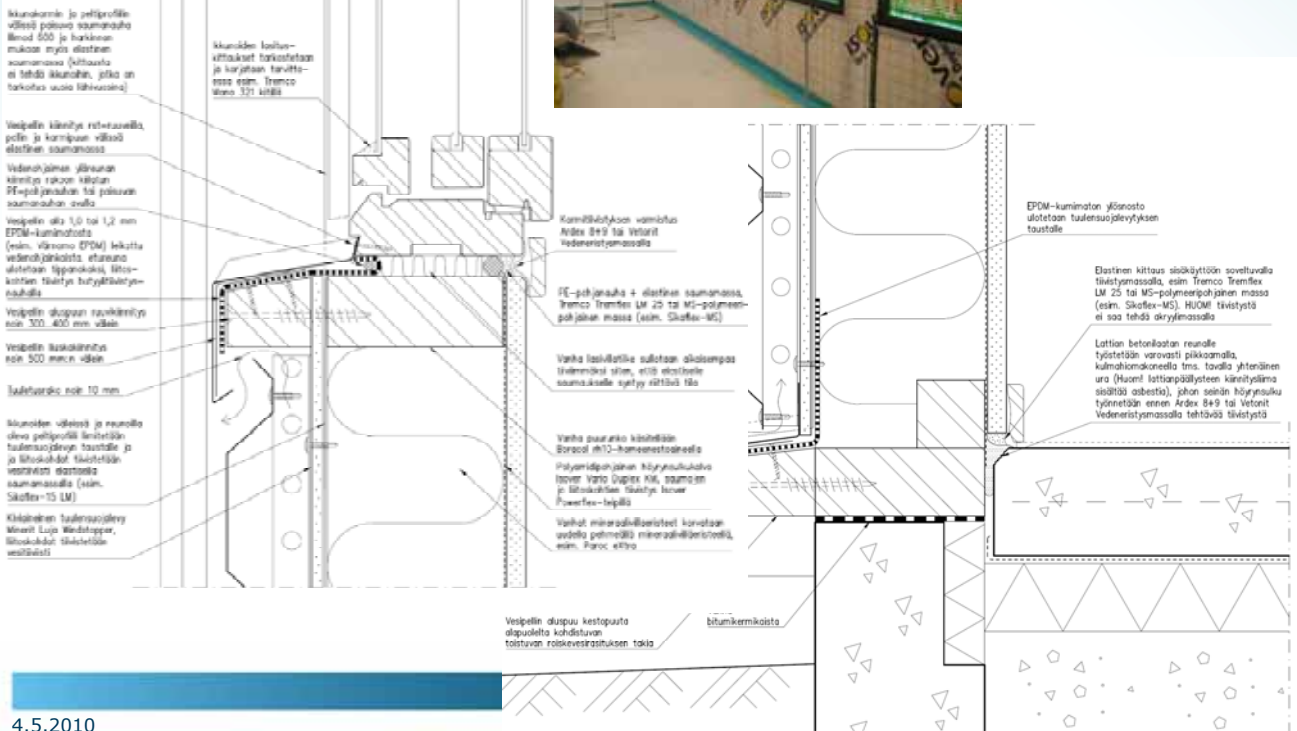 Ikkunakarmin ja peltiprofiilin
välissä paisuva saumanauha
illmod 600 ja harkinnan
mukaan myös elastinen
saumamassa (kittausta
ei tehdä ikkunoihin, jotka on
tarkoitus uusia lähivuosina)
Vesipellin kiinnitys rst-ruuveilla,
pellin ja karmipuun välissä
elastinen saumamassa
Vedenohjaimen yläreunan
kiinnitys rakoon kiilatun
PE-pohjanauhan tai paisuvan
saumanauhan avulla
Vesipellin alla 1,0 tai 1,2 mm
EPDM-kumimatosta
(esim. Värnamo EPDM) leikattu
vedenohjainkaista, etureuna
ulotetaan tippanokaksi, liitos-
kohtien tiivistys butyylitiivistys-
nauhalla
Vesipellin aluspuun ruuvikiinnitys
noin 300..400 mm välein
Vesipellin liuskakiinnitys
noin 500 mm:n välein
Tuuletusrako noin 10 mm
Ikkunoiden väleissä ja reunoilla
oleva peltiprofiili limitetään
tuulensuojalevyn taustalle ja
ja liitoskohdat tiivistetään
vesitiiviisti elastisella
saumamassalla (esim.
Sikaflex-15 LM)
Kiviaineinen tuulensuojalevy
Minerit Luja Windstopper,
liitoskohdat tiivistetään
vesitiiviisti
Ikkunoiden lasitus-
kittaukset tarkastetaan
ja korjataan tarvitta-
essa esim. Tremco
Mono 321 kitillä
Karmitiivistyksen varmistus
Ardex 8+9 tai Vetonit
Vedeneristysmassalla
PE-pohjanauha + elastinen saumamassa,
Tremco Tremflex LM 25 tai MS-polymeeri-
pohjainen massa (esim. Sikaflex-MS)
Vanha lasivillatilke sullotaan aikaisempaa
tiiviimmäksi siten, että elastiselle
saumaukselle syntyy riittävä tila
Vanha puurunko käsitellään
Boracol rh10-homeenestoaineella
Polyamidipohjainen höyrynsulkukalvo
Isover Vario Duplex KM, saumojen
ja liitoskohtien tiivistys Isover
Powerflex-teipillä
Vanhat mineraalivillaeristeet korvataan
uudella pehmeällä mineraalivillaeristeellä,
esim. Paroc eXtra
EPDM-kumimaton ylösnosto
ulotetaan tuulensuojalevytyksen
taustalle
Elastinen kittaus sisäkäyttöön soveltuvalla
tiivistysmassalla, esim Tremco Tremflex
LM 25 tai MS-polymeeripohjainen massa
(esim. Sikaflex-MS). HUOM! tiivistystä
ei saa tehdä akryylimassalla
Lattian betonilaatan reunalle
työstetään varovasti piikkaamalla,
kulmahiomakoneella tms. tavalla yhtenäinen
ura (Huom! lattianpäällysteen kiinnitysliima
sisältää asbestia), johon seinän höyrynsulku
työnnetään ennen Ardex 8+9 tai Vetonit
Vedeneristysmassalla tehtävää tiivistystä
Vesipellin aluspuu kestopuuta
alapuolelta kohdistuvan
toistuvan roiskevesirasituksen takia
bitumikermikaista
4.5.2010